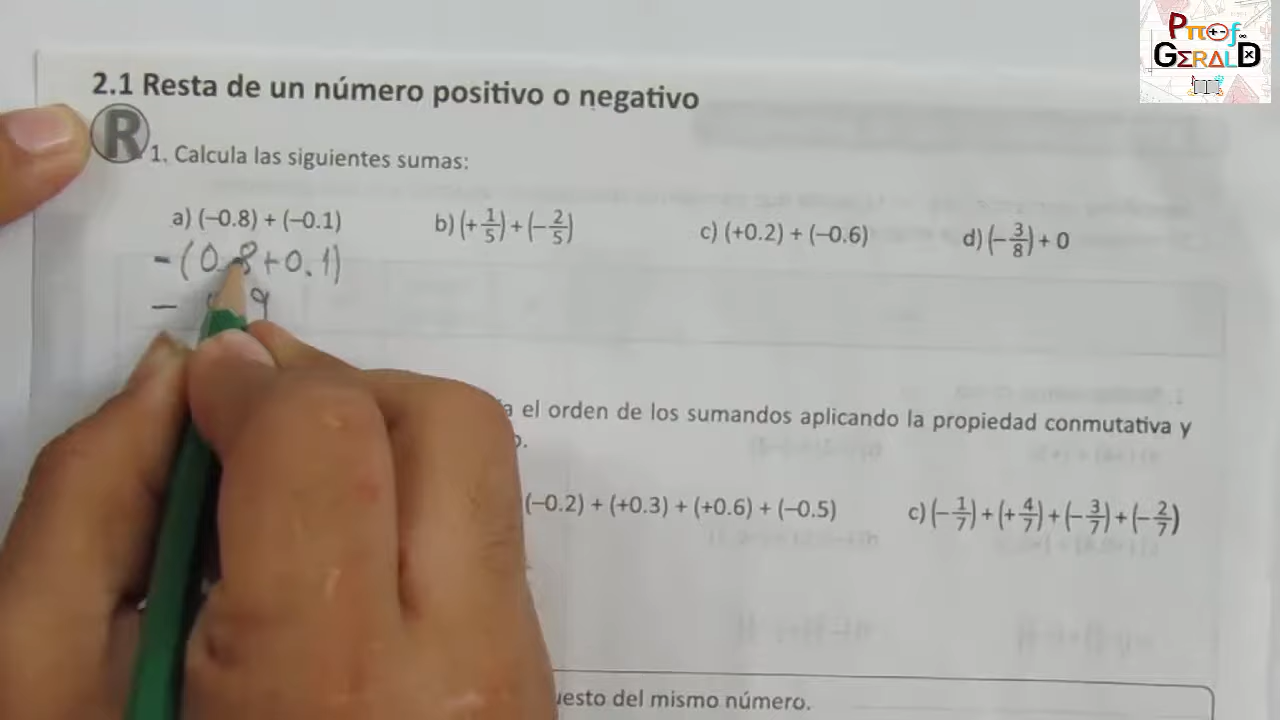 Pπof.
GΣRALD
2.1 Resta de un número positivo o negativo
R 1. Calcula las siguientes sumas:
a) (–0.8) + (–0.1) b) (+1/5) + (–2/5) c) (+0.2) + (–0.6) d) (–3/8) + 0
-(0.8+0.1)
- 9
el orden de los sumandos aplicando la propiedad conmutativa y
(–0.2) + (+0.3) + (+0.6) + (–0.5) c) (–1/7) + (+4/7) + (–3/7) + (–2/7)
del mismo número.